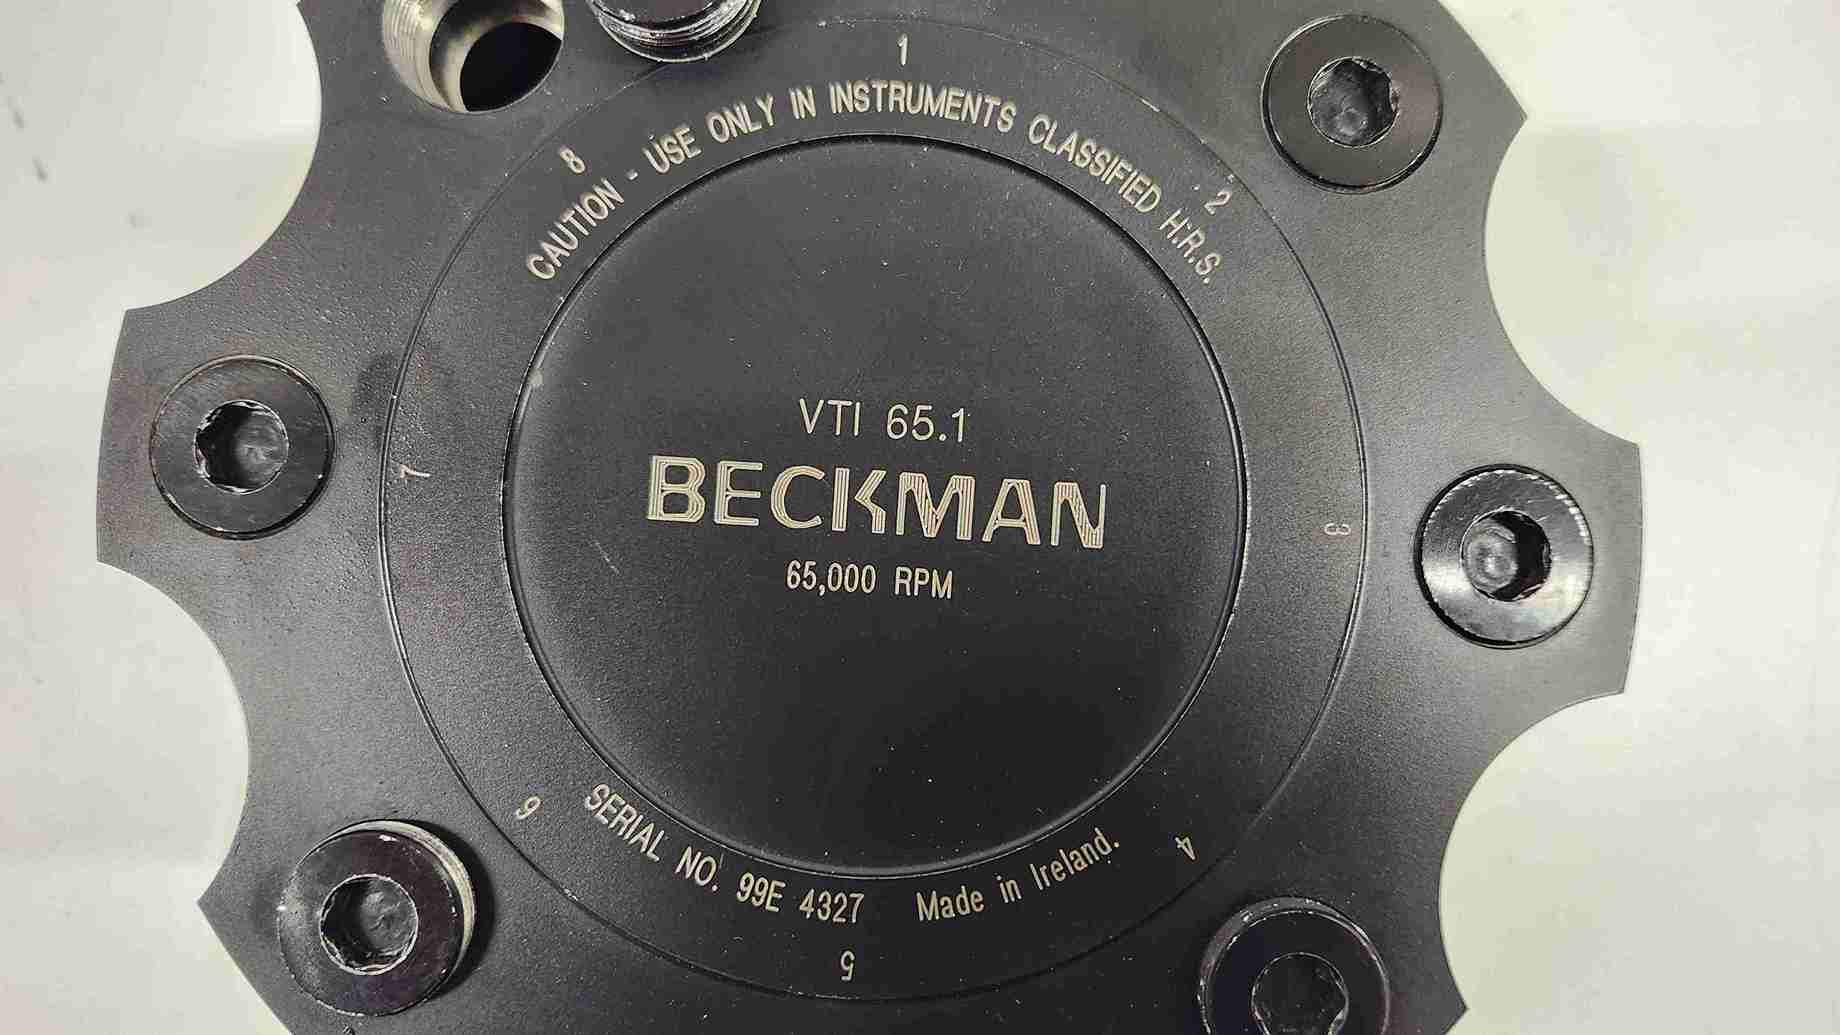 1
CAUTION - USE ONLY IN INSTRUMENTS CLASSIFIED H.R.S.
8
2
VTI 65.1
BECKMAN
65,000 RPM
7
3
6
4
SERIAL NO. 99E 4327 Made in Ireland.
5